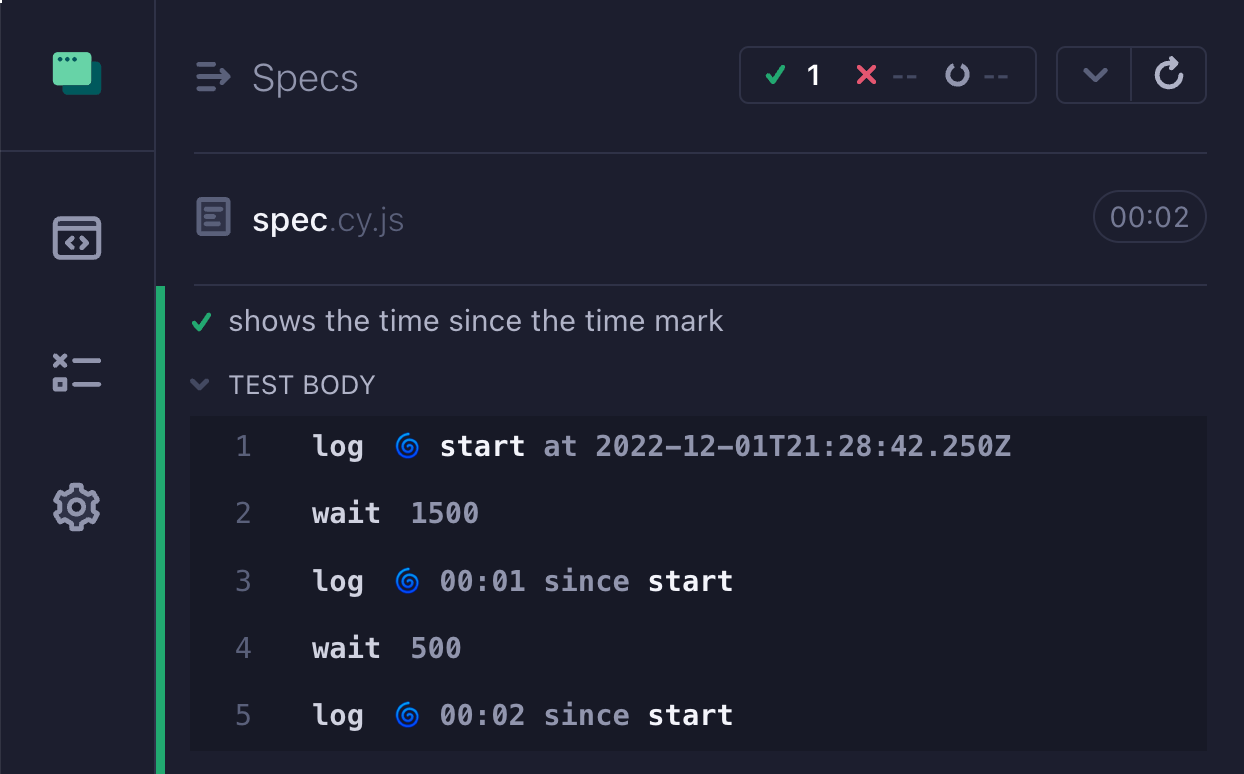 Specs 1 -- --
spec.cy.js 00:02
shows the time since the time mark
TEST BODY
1 log 🌀 start at 2022-12-01T21:28:42.250Z
2 wait 1500
3 log 🌀 00:01 since start
4 wait 500
5 log 🌀 00:02 since start